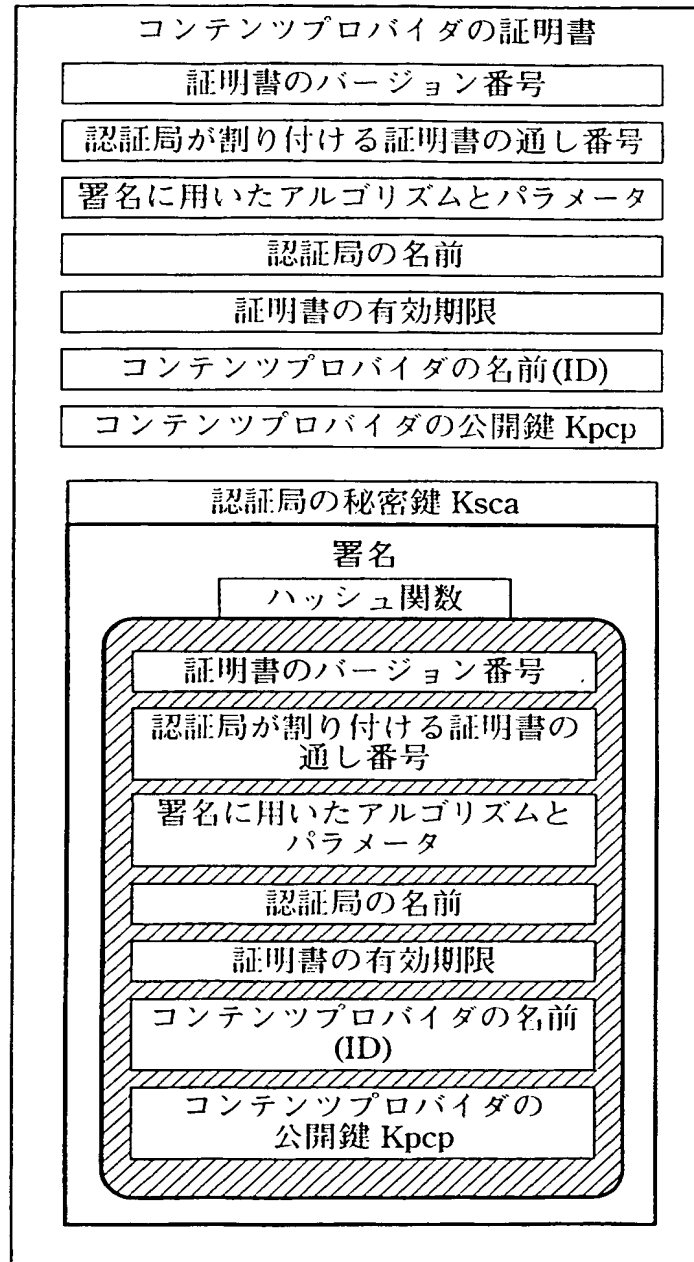 コンテンツプロバイダの証明書
証明書のバージョン番号
認証局が割り付ける証明書の通し番号
署名に用いたアルゴリズムとパラメータ
認証局の名前
証明書の有効期限
コンテンツプロバイダの名前(ID)
コンテンツプロバイダの公開鍵 Kpcp
認証局の秘密鍵 Ksca
署名
ハッシュ関数
証明書のバージョン番号
認証局が割り付ける証明書の
通し番号
署名に用いたアルゴリズムと
パラメータ
認証局の名前
証明書の有効期限
コンテンツプロバイダの名前
(ID)
コンテンツプロバイダの
公開鍵 Kpcp